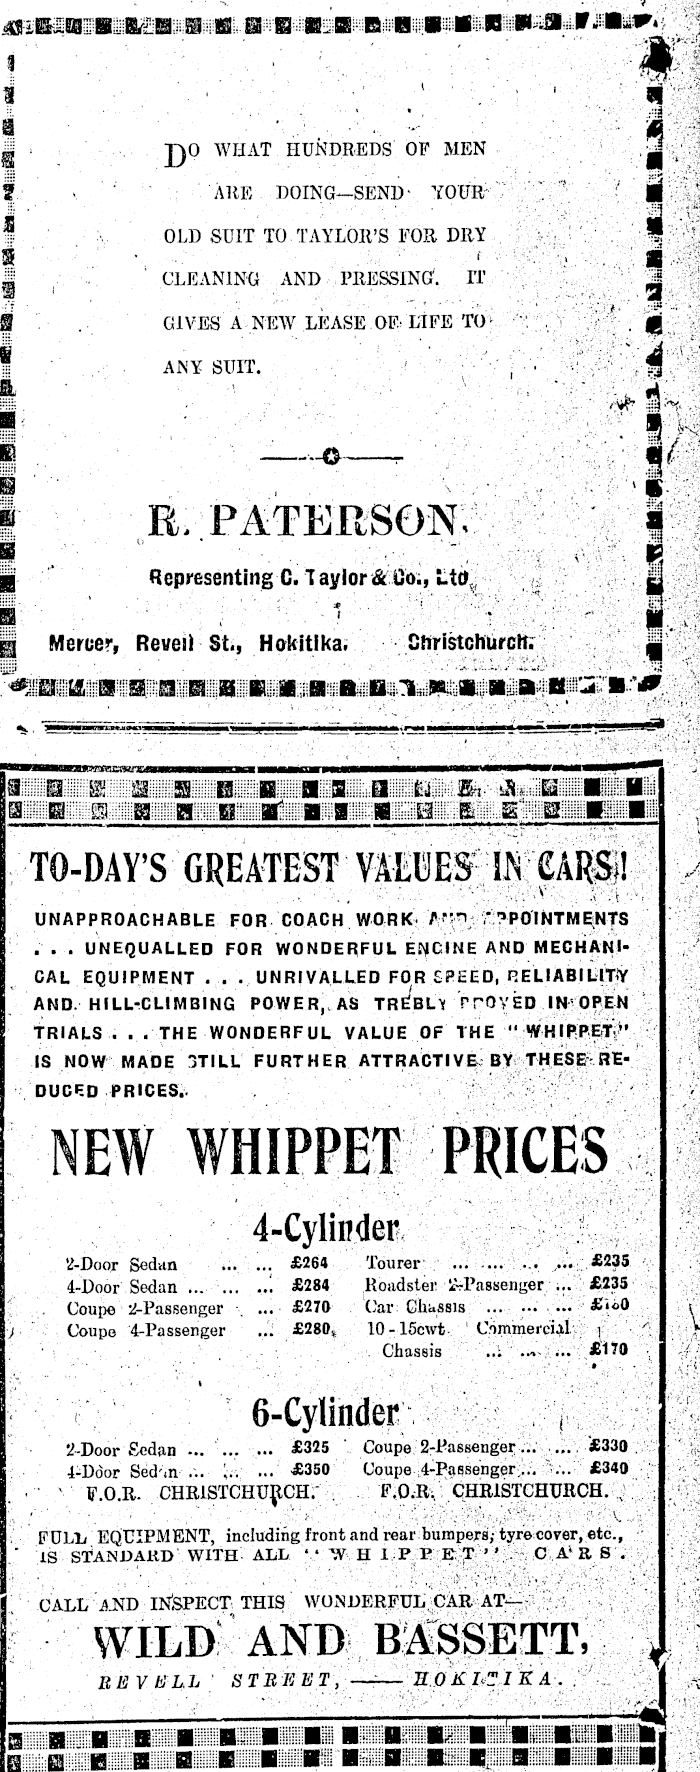 DO WHAT HUNDREDS OF MEN
ARE DOING—SEND YOUR
OLD SUIT TO TAYLOR'S FOR DRY
CLEANING AND PRESSING. IT
GIVES A NEW LEASE OF LIFE TO
ANY SUIT.
R. PATERSON.
Representing C. Taylor & Co., Ltd.
Mercer, Revell St., Hokitika. Christchurch.
TO-DAY'S GREATEST VALUES IN CARS!
UNAPPROACHABLE FOR COACH WORK AND APPOINTMENTS
. . . UNEQUALLED FOR WONDERFUL ENGINE AND MECHANI-
CAL EQUIPMENT . . . UNRIVALLED FOR SPEED, RELIABILITY
AND HILL-CLIMBING POWER, AS TREBLY PROVED IN OPEN
TRIALS . . . THE WONDERFUL VALUE OF THE "WHIPPET"
IS NOW MADE STILL FURTHER ATTRACTIVE BY THESE RE-
DUCED PRICES.
NEW WHIPPET PRICES
4-Cylinder
2-Door Sedan ... ... £264 Tourer ... ... ... ... £235
4-Door Sedan ... ... ... £284 Roadster 2-Passenger ... £235
Coupe 2-Passenger ... £270 Car Chassis ... ... ...
Coupe 4-Passenger ... £280 10-15cwt Commercial
Chassis ... ... ... £170
6-Cylinder
2-Door Sedan ... ... ... £325 Coupe 2-Passenger ... ... £330
4-Door Sedan ... ... ... £350 Coupe 4-Passenger ... ... £340
F.O.R. CHRISTCHURCH. F.O.R. CHRISTCHURCH.
FULL EQUIPMENT, including front and rear bumpers, tyre cover, etc.,
IS STANDARD WITH ALL "WHIPPET" CARS.
CALL AND INSPECT THIS WONDERFUL CAR AT—
WILD AND BASSETT,
REVELL STREET, —— HOKITIKA.